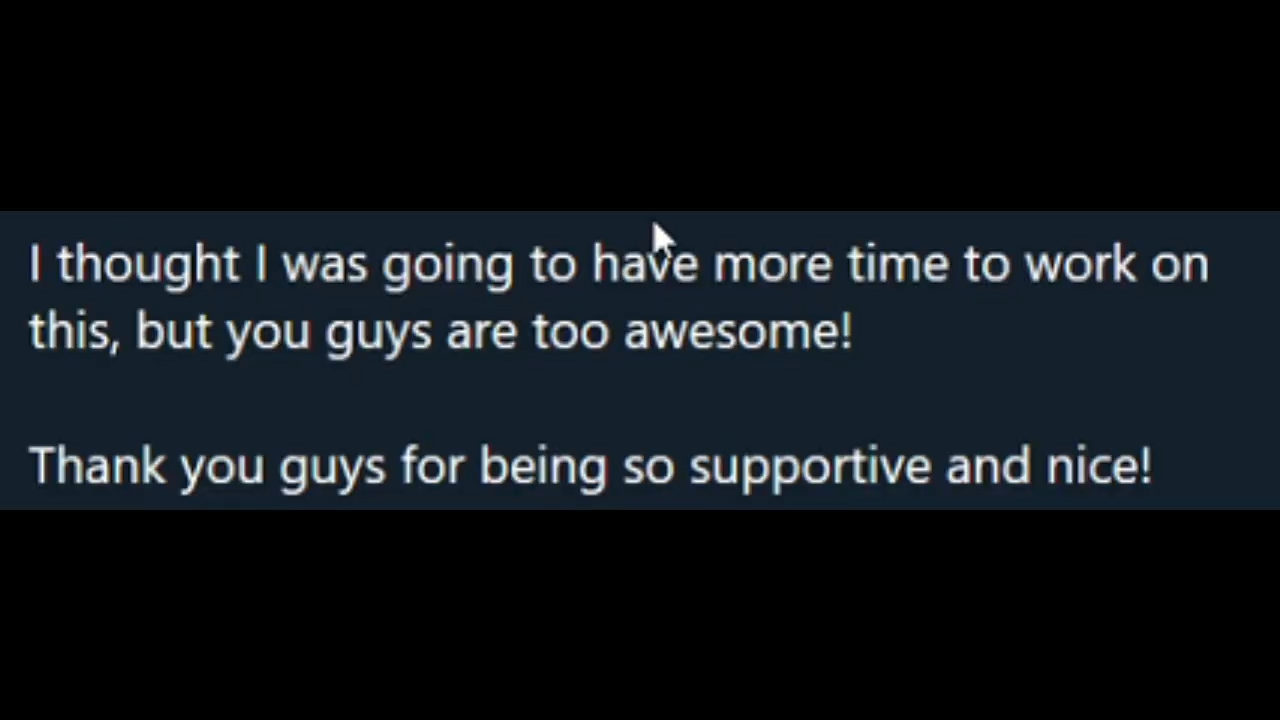 I thought I was going to have more time to work on
this, but you guys are too awesome!
Thank you guys for being so supportive and nice!